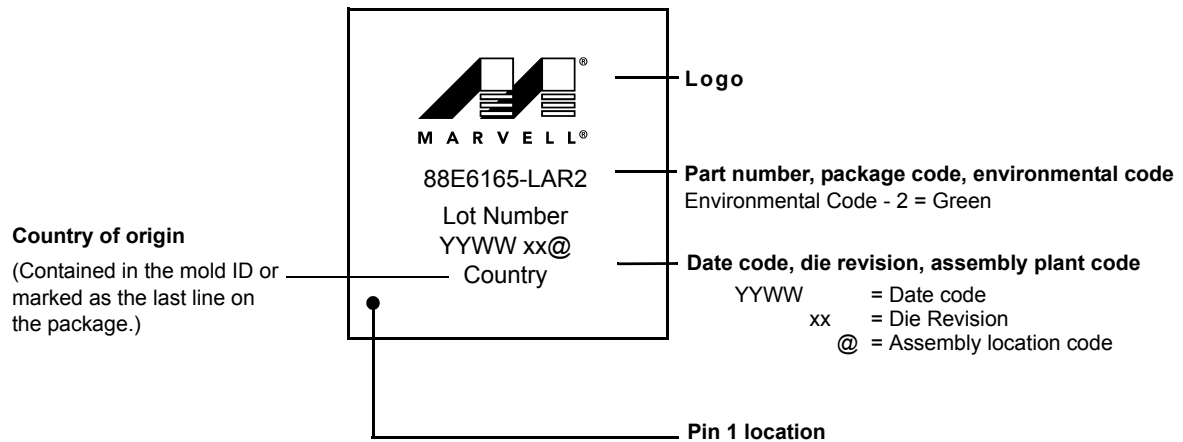 MARVELL®
®
88E6165-LAR2
Lot Number
YYWW xx@
Country
Logo
Part number, package code, environmental code
Environmental Code - 2 = Green
Country of origin
(Contained in the mold ID or
marked as the last line on
the package.)
Date code, die revision, assembly plant code
YYWW = Date code
xx = Die Revision
@ = Assembly location code
Pin 1 location